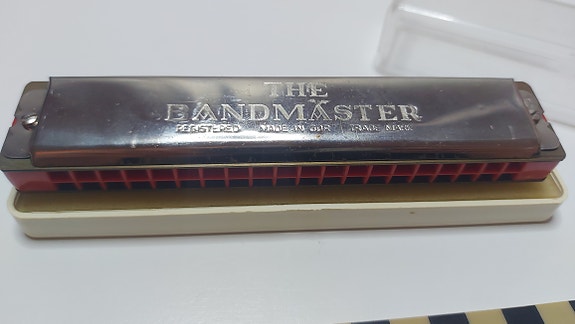 THE
BANDMASTER
REGISTERED MADE IN GDR TRADE MARK